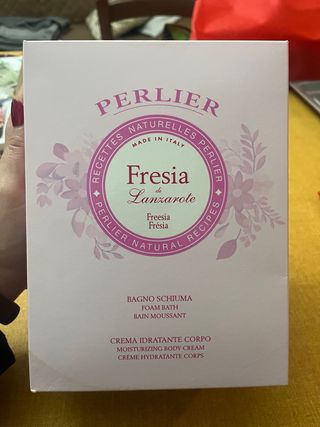 PERLIER
RECETTES NATURELLES PERLIER
MADE IN ITALY
Fresia
di
Lanzarote
Freesia
Frésia
PERLIER NATURAL RECIPES
BAGNO SCHIUMA
FOAM BATH
BAIN MOUSSANT
CREMA IDRATANTE CORPO
MOISTURIZING BODY CREAM
CRÈME HYDRATANTE CORPS